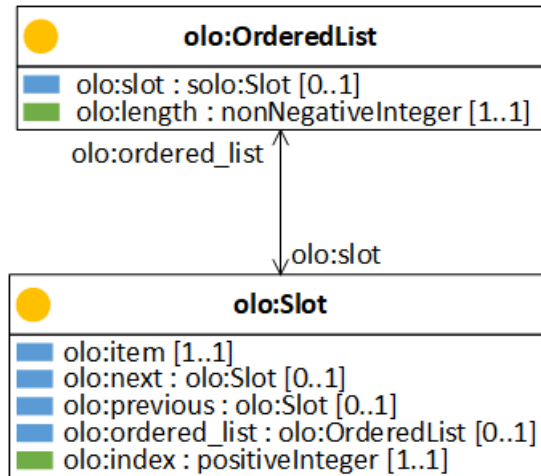 olo:OrderedList
olo:slot : solo:Slot [0..1]
olo:length : nonNegativeInteger [1..1]
olo:ordered_list
olo:slot
olo:Slot
olo:item [1..1]
olo:next : olo:Slot [0..1]
olo:previous : olo:Slot [0..1]
olo:ordered_list : olo:OrderedList [0..1]
olo:index : positiveInteger [1..1]